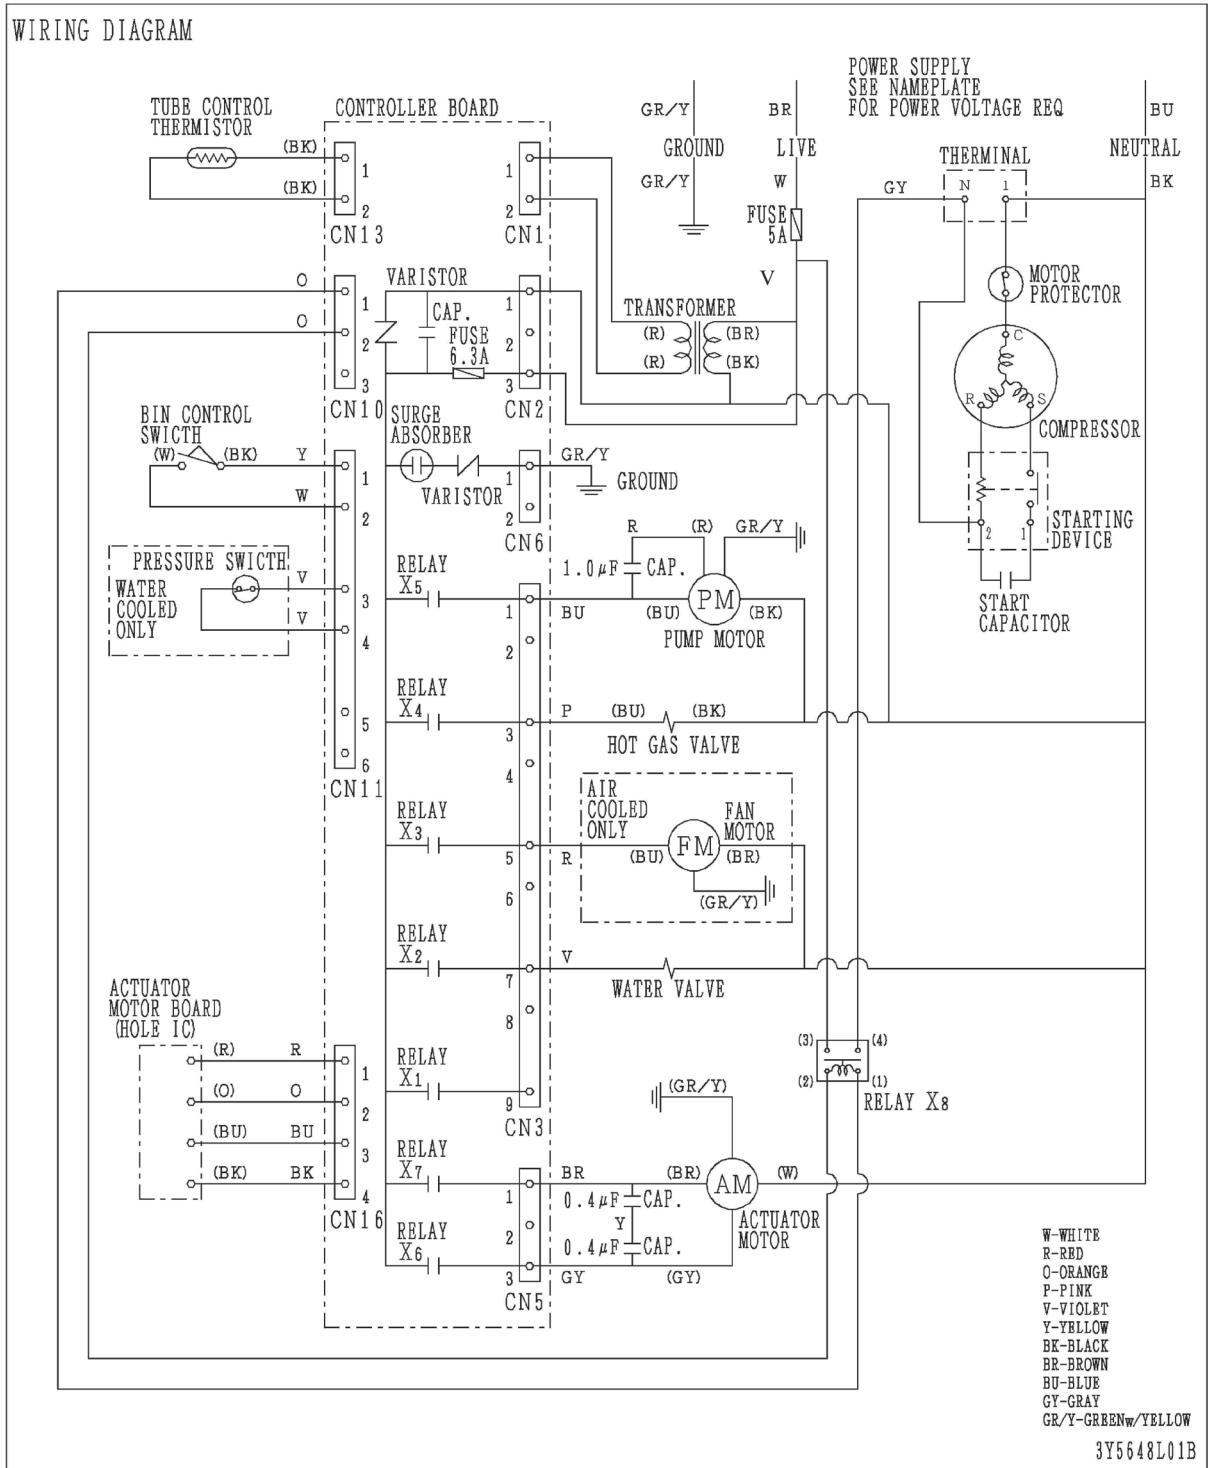 WIRING DIAGRAM
POWER SUPPLY
SEE NAMEPLATE
FOR POWER VOLTAGE REQ
TUBE CONTROL
THERMISTOR
CONTROLLER BOARD
GR/Y
BR
BU
GROUND
LIVE
NEUTRAL
THERMINAL
(BK)
(BK)
1
2
CN13
1
2
CN1
GR/Y
W
BK
GY
N
1
FUSE
5A
V
MOTOR
PROTECTOR
O
O
1
2
3
CN10
VARISTOR
CAP.
FUSE
6.3A
1
2
3
CN2
TRANSFORMER
(R)
(BR)
(R)
(BK)
C
R
S
COMPRESSOR
BIN CONTROL
SWICTH
(W)
(BK)
Y
W
1
2
SURGE
ABSORBER
VARISTOR
1
2
CN6
GR/Y
GROUND
2
1
STARTING
DEVICE
START
CAPACITOR
PRESSURE SWICTH
WATER
COOLED
ONLY
V
V
3
4
5
6
CN11
RELAY
X5
1
2
R
(R)
GR/Y
1.0μF
CAP.
BU
(BU)
PM
(BK)
PUMP MOTOR
RELAY
X4
3
4
P
(BU)
(BK)
HOT GAS VALVE
AIR
COOLED
ONLY
FAN
MOTOR
RELAY
X3
5
6
R
(BU)
FM
(BR)
(GR/Y)
RELAY
X2
7
8
V
WATER VALVE
ACTUATOR
MOTOR BOARD
(HOLE IC)
(R)
R
(O)
O
(BU)
BU
(BK)
BK
1
2
3
4
CN16
RELAY
X1
9
CN3
(3)
(4)
(2)
(1)
RELAY X8
(GR/Y)
RELAY
X7
1
2
3
CN5
BR
(BR)
AM
(W)
0.4μF
CAP.
Y
0.4μF
CAP.
ACTUATOR
MOTOR
RELAY
X6
GY
(GY)
W-WHITE
R-RED
O-ORANGE
P-PINK
V-VIOLET
Y-YELLOW
BK-BLACK
BR-BROWN
BU-BLUE
GY-GRAY
GR/Y-GREENw/YELLOW
3Y5648L01B